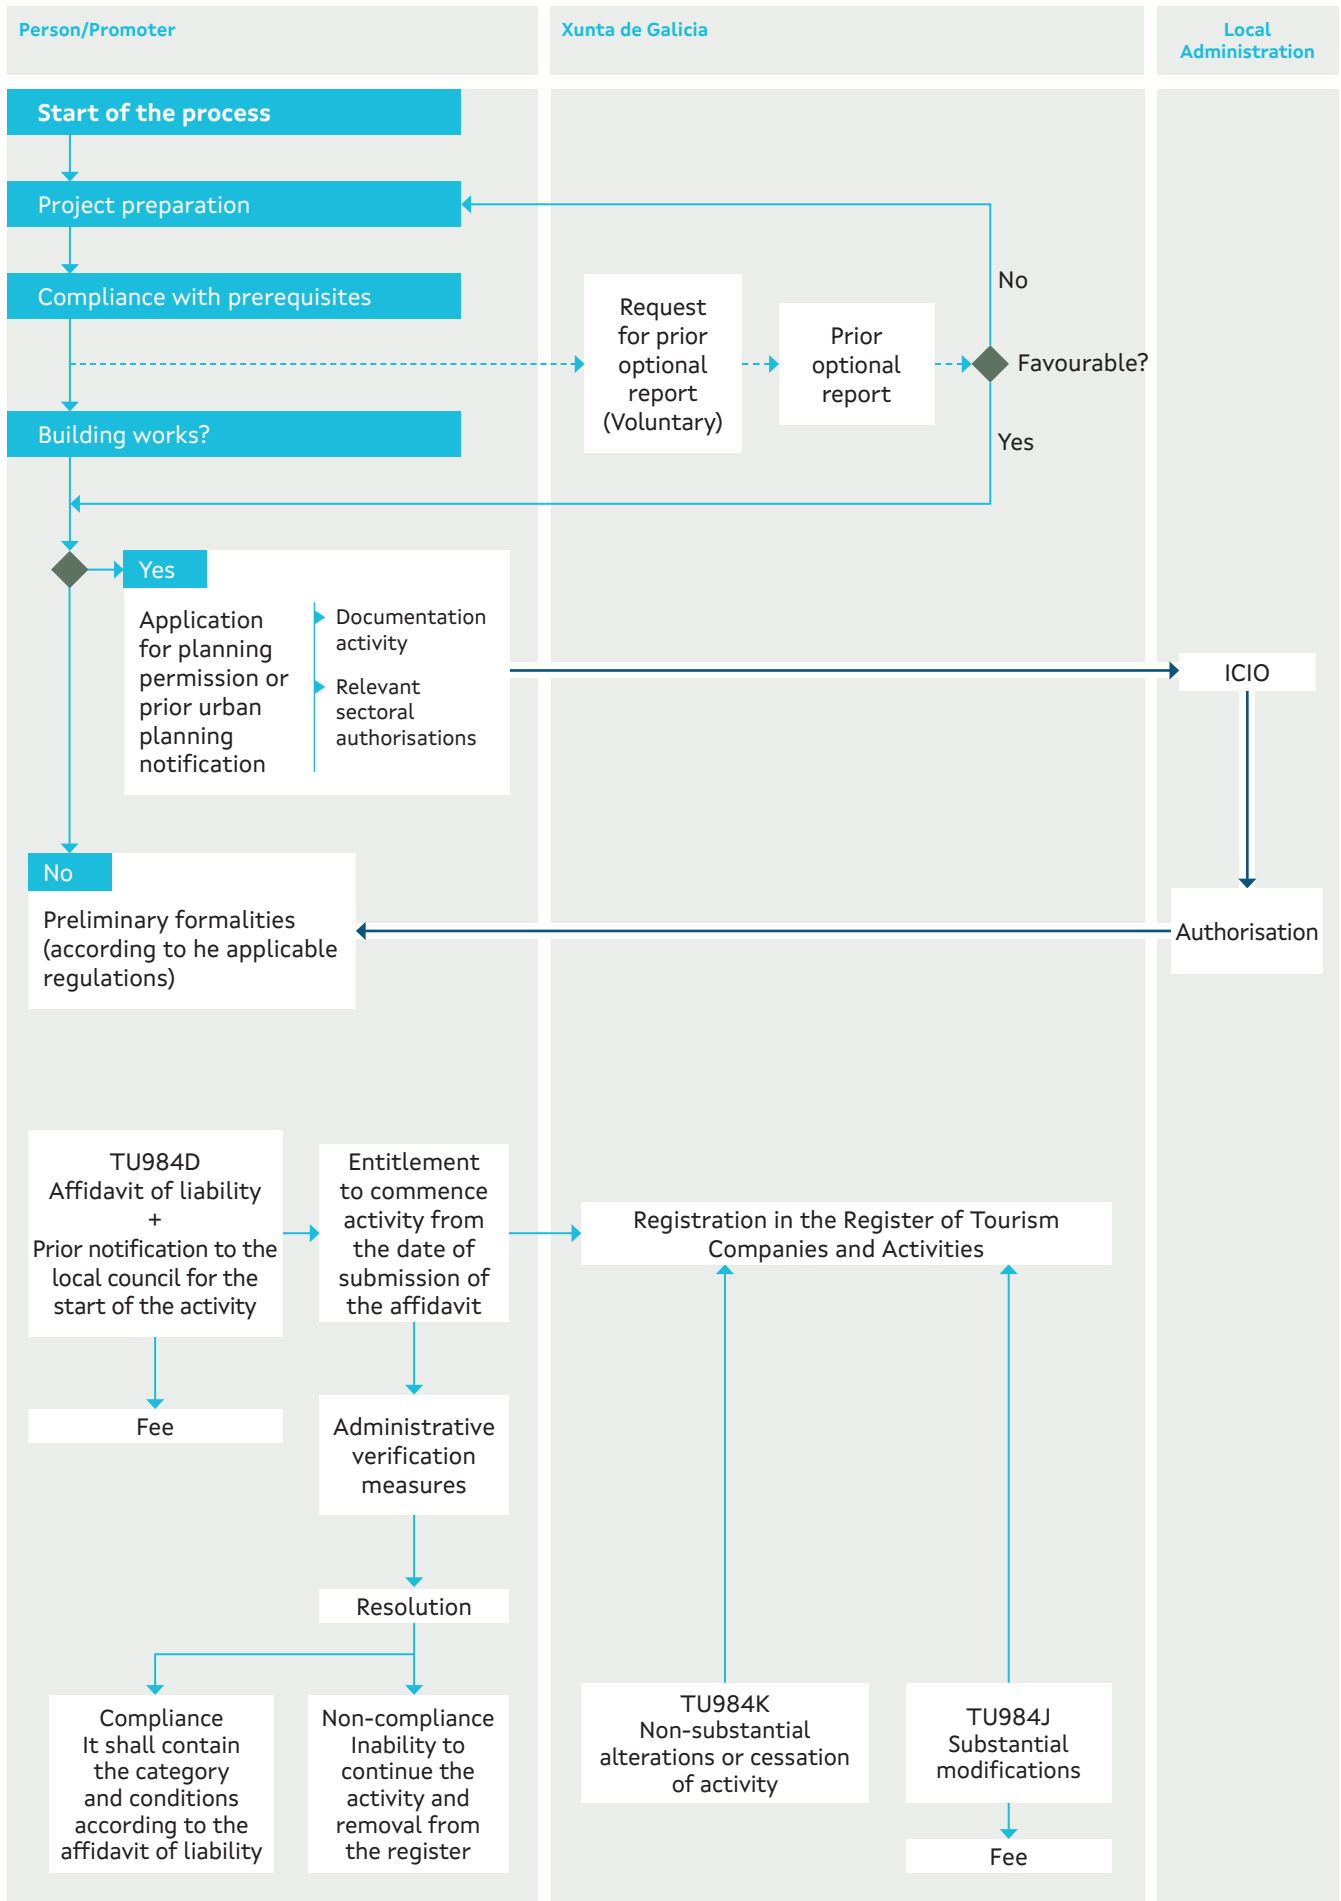 Person/Promoter
Xunta de Galicia
Local
Administration
Start of the process
Project preparation
Compliance with prerequisites
Request
for prior
optional
report
(Voluntary)
Prior
optional
report
No
Favourable?
Yes
Building works?
Yes
Application
for planning
permission or
prior urban
planning
notification
Documentation
activity
Relevant
sectoral
authorisations
ICIO
No
Preliminary formalities
(according to he applicable
regulations)
Authorisation
TU984D
Affidavit of liability
+
Prior notification to the
local council for the
start of the activity
Entitlement
to commence
activity from
the date of
submission of
the affidavit
Registration in the Register of Tourism
Companies and Activities
Fee
Administrative
verification
measures
Resolution
Compliance
It shall contain
the category
and conditions
according to the
affidavit of liability
Non-compliance
Inability to
continue the
activity and
removal from
the register
TU984K
Non-substantial
alterations or cessation
of activity
TU984J
Substantial
modifications
Fee